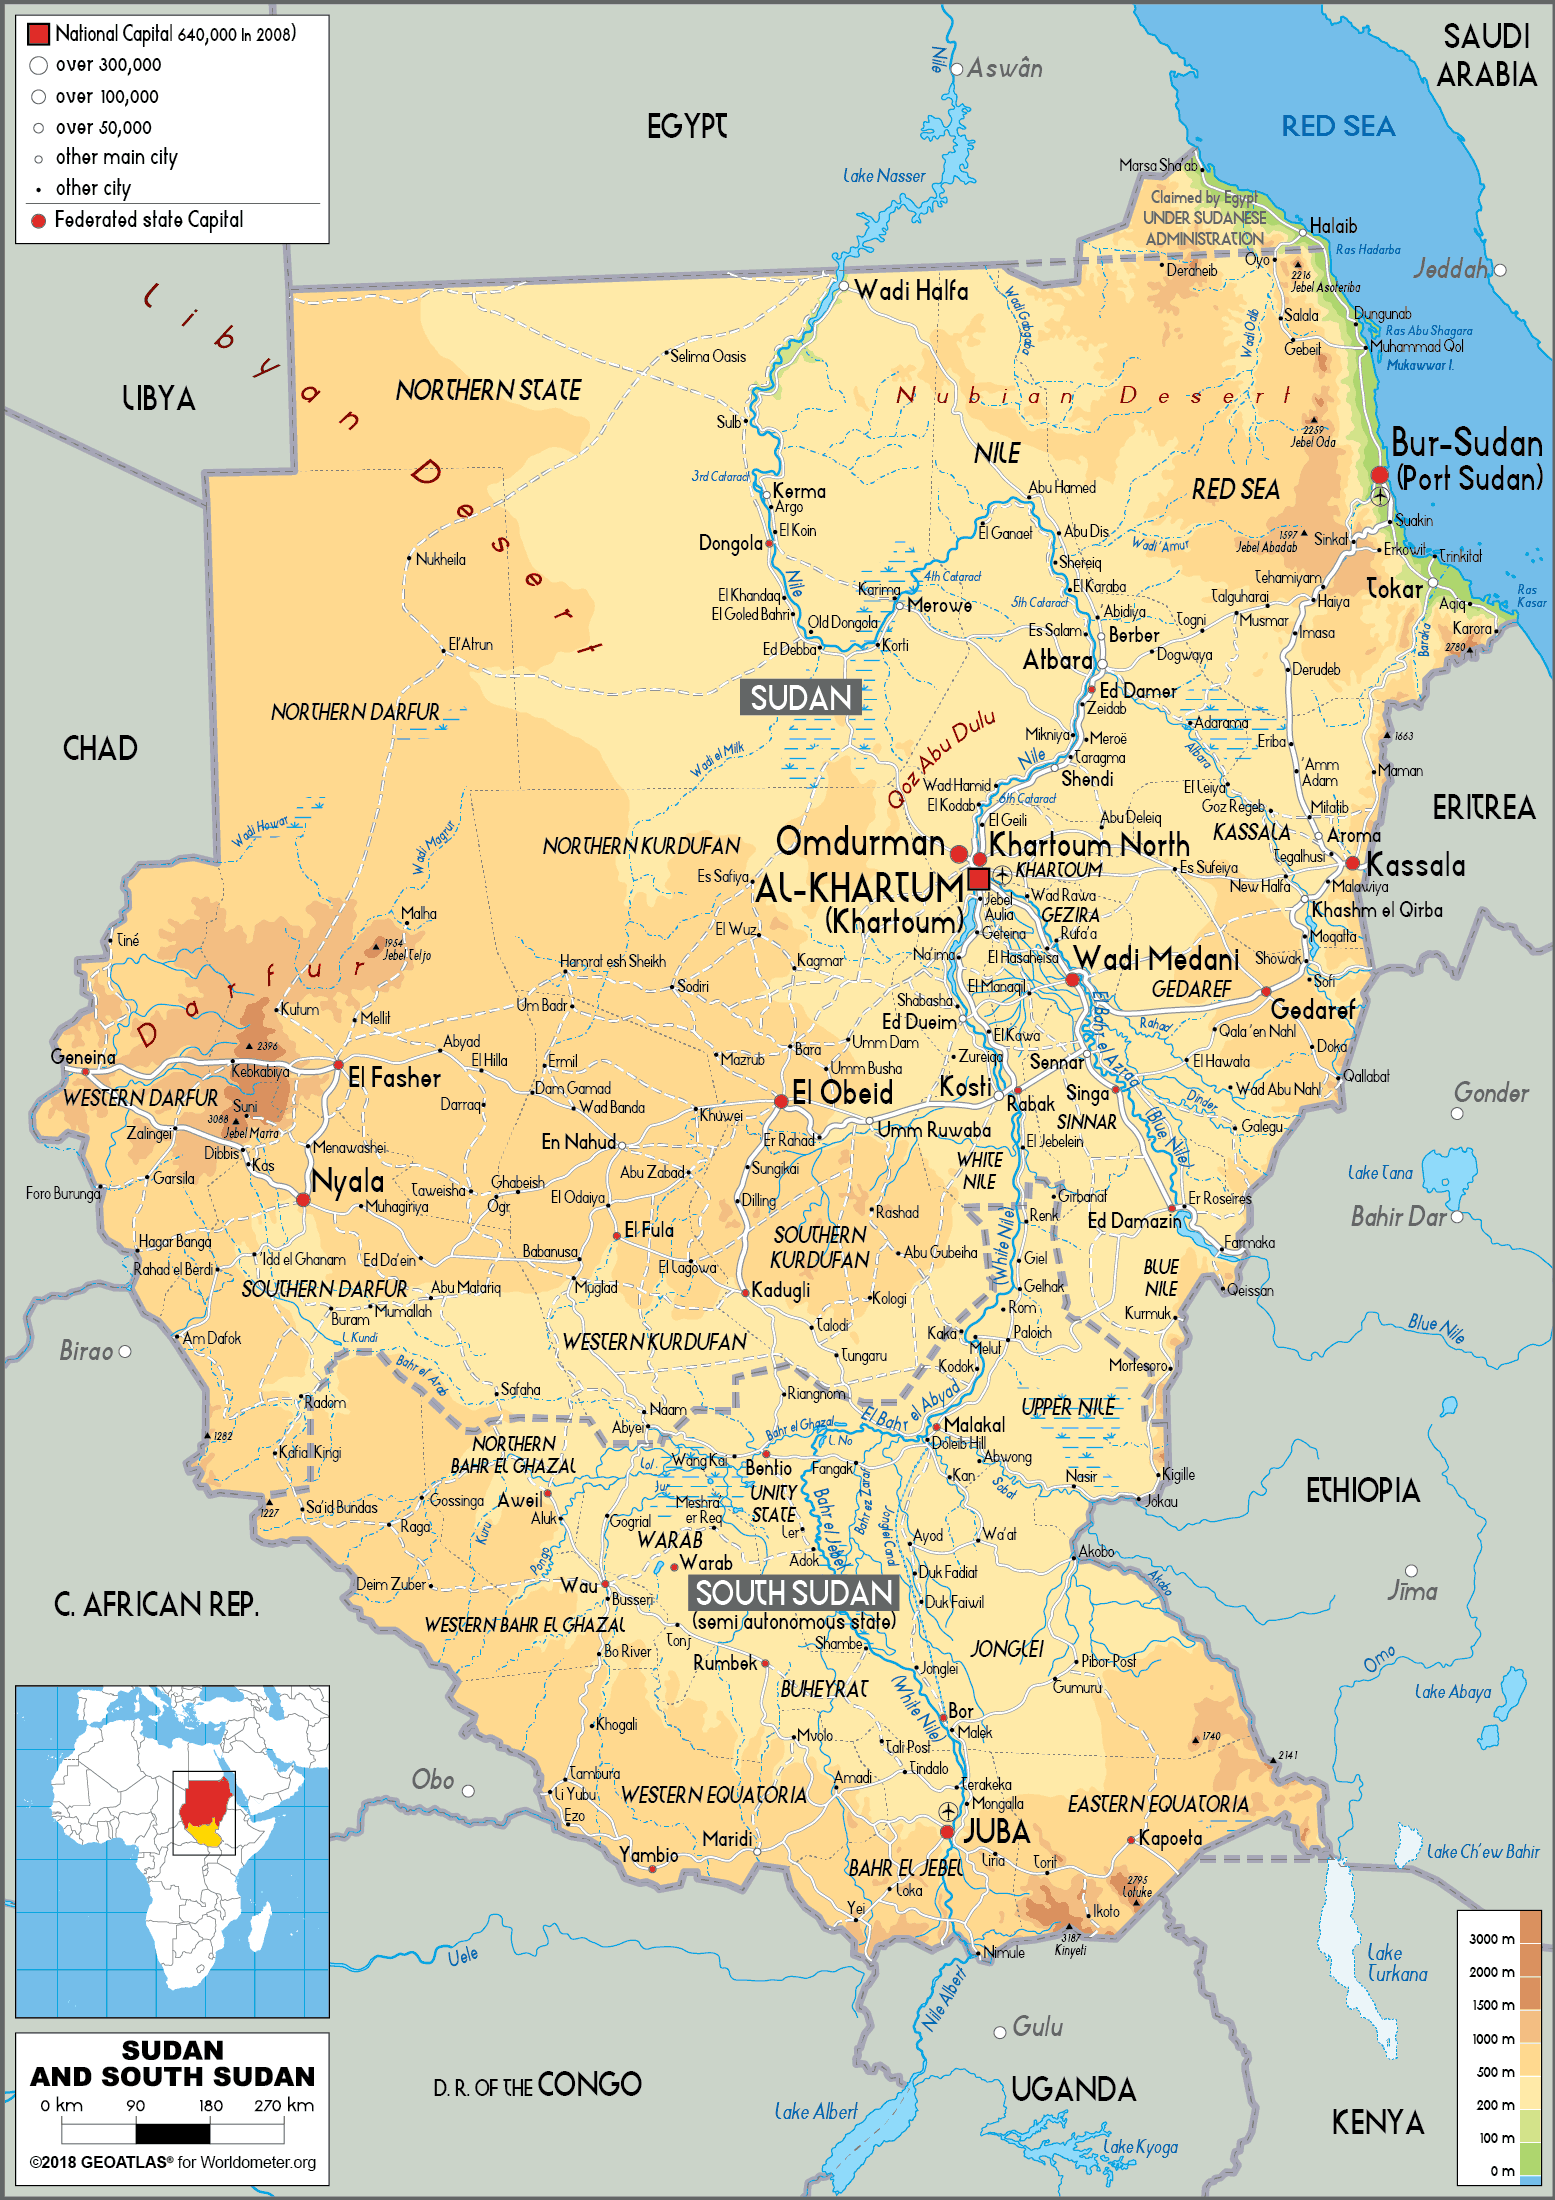 National Capital 640,000 In 2008)
over 300,000
over 100,000
over 50,000
other main city
other city
Federated state Capital
SAUDI
ARABIA
EGYPT
Nile
Aswân
RED SEA
Lake Nasser
Marsa Sha'ab
Claimed by Egypt
UNDER SUDANESE
ADMINISTRATION
Halaib
Ras Hadarba
Jeddah
Oyo
Deraheib
2216
Jebel Asoteriba
Wadi Halfa
Wadi Gabgaba
Wadi Odib
Salala
Dungunab
Ras Abu Shagara
Gebeit
Muhammad Qol
Mukawwar I.
Libyan Desert
LIBYA
NORTHERN STATE
Selima Oasis
Nubian Desert
Sulb
2259
Jebel Oda
Bur-Sudan
(Port Sudan)
NILE
RED SEA
3rd Cataract
Kerma
Argo
El Koin
Dongola
Abu Hamed
El Ganaet
Abu Dis
Suakin
1597
Jebel Abadab
Sinkat
Wadi 'Amur
Erkowit
Trinkitat
Nukheila
Shereiq
4th Cataract
El Karaba
Tehamiyam
Tokar
Ras
Kasar
Nile
Karima
Merowe
5th Cataract
'Abidiya
Talguharai
Haiya
Aqiq
El Khandaq
El Goled Bahri
Old Dongola
Es Salam
Berber
Togni
Musmar
Imasa
Karora
Baraka
2780
El'Atrun
Ed Debba
Korti
Atbara
Dogwaya
Derudeb
SUDAN
Ed Damer
Zeidab
NORTHERN DARFUR
CHAD
Qoz Abu Dulu
Mikniya
Meroë
Adarama
Atbara
Eriba
1663
Wadi el Milk
Nile
Taragma
Shendi
'Amm
Adam
Maman
Wad Hamid
El Kodab
6th Cataract
El Leiya
Goz Regeb
Mitatib
ERITREA
Wadi Howar
Wadi Magrur
El Geili
Abu Deleiq
KASSALA
Aroma
NORTHERN KURDUFAN
Omdurman
Khartoum North
Tegalhusi
Kassala
Es Safiya
AL-KHARTUM
(Khartoum)
KHARTOUM
Es Sufeiya
New Halfa
Malawiya
Jebel
Aulia
Wad Rawa
GEZIRA
Khashm el Qirba
Malha
El Wuz
Geteina
Rufa'a
Mogatta
Tiné
1954
Jebel Teljo
Hamrat esh Sheikh
Kagmar
Na'ima
El Hasaheisa
Wadi Medani
Showak
Sofi
Darfur
Sodiri
El Manaqil
GEDAREF
Gedaref
Kutum
Mellit
Um Badr
Shabasha
Ed Dueim
El Kawa
El Bahr el Azraq
Rahad
Qala 'en Nahl
Geneina
2396
Abyad
El Hilla
Ermil
Mazrub
Bara
Umm Dam
Zureiqa
Sennar
El Hawata
Doka
Kebkabiya
El Fasher
Umm Busha
WESTERN DARFUR
Dam Gamad
El Obeid
Kosti
Rabak
Singa
Wad Abu Nahl
Qallabat
Gonder
Suni
3088
Jebel Marra
Darraq
Wad Banda
Khuwei
SINNAR
Dinder
Zalingei
Menawashei
En Nahud
Er Rahad
Umm Ruwaba
El Jebelein
(Blue Nile)
Galegu
Dibbis
Kas
Abu Zabad
Sungikai
WHITE
NILE
Lake Tana
Foro Burunga
Garsila
Nyala
Taweisha
Ghabeish
Ogr
El Odaiya
Dilling
Girbanat
Er Roseires
Muhagiriya
El Fula
Rashad
Renk
Ed Damazin
Bahir Dar
Hagar Banga
Rahad el Berdi
'Idd el Ghanam
Ed Da'ein
Babanusa
SOUTHERN
KURDUFAN
Abu Gubeiha
(White Nile)
Giel
Farmaka
SOUTHERN DARFUR
Abu Matariq
Muglad
El Lagowa
Kadugli
Kologi
Gelhak
BLUE
NILE
Qeissan
Buram
Mumallah
Rom
Kurmuk
Am Dafok
L. Kundi
WESTERN KURDUFAN
Talodi
Kaka
Paloich
Blue Nile
Birao
Bahr el' Arab
Tungaru
Melut
Kodok
Mortesoro
Safaha
Riangnom
Radom
Naam
Abyei
El Bahr el Abyad
UPPER NILE
Bahr el Ghazal
Malakal
1282
Kafia Kingi
NORTHERN
BAHR EL GHAZAL
Lol
Wang Kai
Bentio
L. No
Fangak
Doleib Hill
Abwong
Kan
Sobat
Nasir
Kigille
ETHIOPIA
1227
Sa'id Bundas
Gossinga
Aweil
Jur
Meshra
er Req
UNITY
STATE
Bahr el Jebel
Bahr ez Zaraf
Jonglei Canal
Jokau
Raga
Kuru
Aluk
Gogrial
WARAB
Ler
Ayod
Wa'at
Pongo
Warab
Adok
Akobo
Duk Fadiat
Akobo
Deim Zuber
Wau
SOUTH SUDAN
(semi autonomous state)
Jīma
C. AFRICAN REP.
Busseri
Duk Faiwil
WESTERN BAHR EL GHAZAL
Tonj
Shambe
JONGLEI
Bo River
Rumbek
Jonglei
Pibor Post
Omo
BUHEYRAT
(White Nile)
Gumuru
Lake Abaya
Khogali
Bor
Malek
Mvolo
Tali Post
1740
2141
Obo
Tambura
Li Yubu
Ezo
WESTERN EQUATORIA
Amadi
Tindalo
Terakeka
Mongalla
EASTERN EQUATORIA
Maridi
JUBA
Kapoeta
Lake Ch'ew Bahir
Yambio
BAHR EL JEBEL
Liria
Torit
2795
Lotuke
Loka
Yei
Ikoto
3187
Kinyeti
Nimule
Uele
Nile Albert
Lake
Turkana
Gulu
D. R. OF THE CONGO
UGANDA
Lake Albert
Lake Kyoga
KENYA
3000 m
2000 m
1500 m
1000 m
500 m
200 m
100 m
0 m
SUDAN
AND SOUTH SUDAN
0 km 90 180 270 km
©2018 GEOATLAS® for Worldometer.org